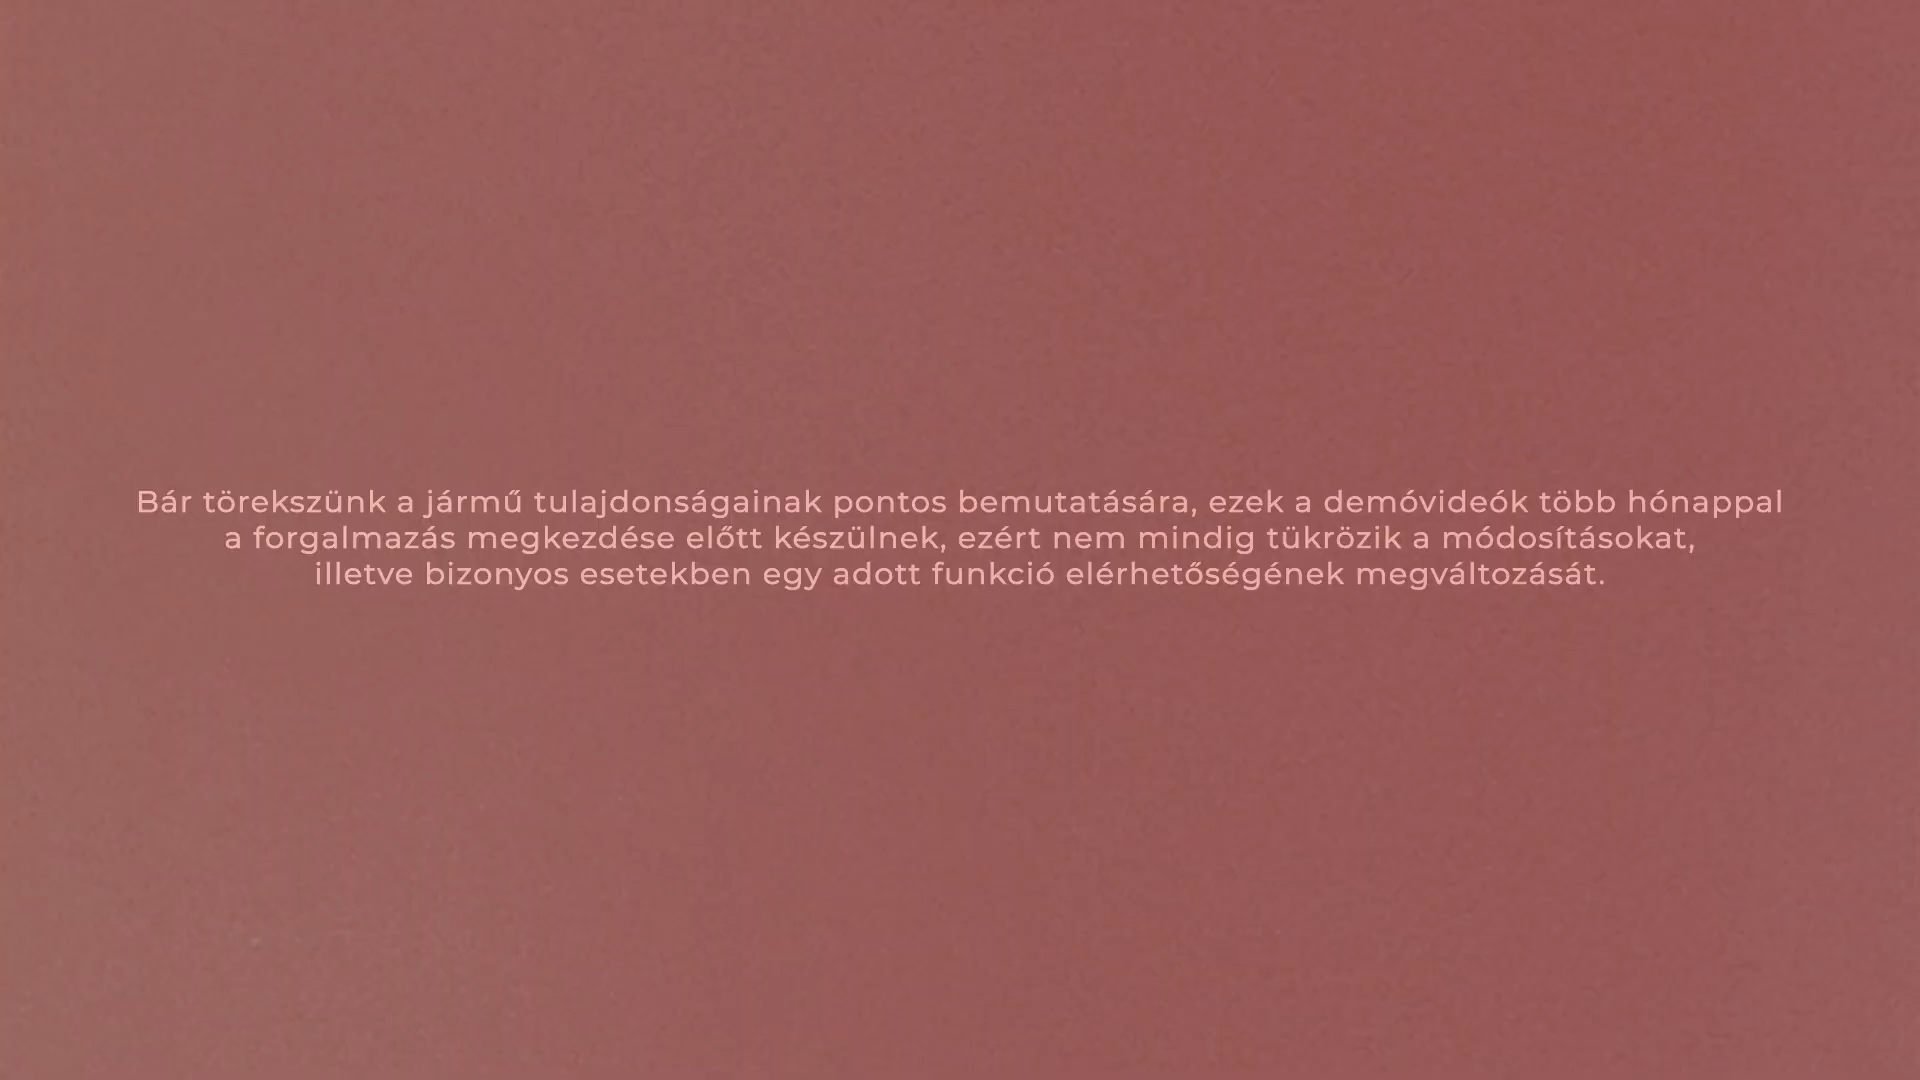 Bár törekszünk a jármű tulajdonságainak pontos bemutatására, ezek a demóvideók több hónappal
a forgalmazás megkezdése előtt készülnek, ezért nem mindig tükrözik a módosításokat,
illetve bizonyos esetekben egy adott funkció elérhetőségének megváltozását.